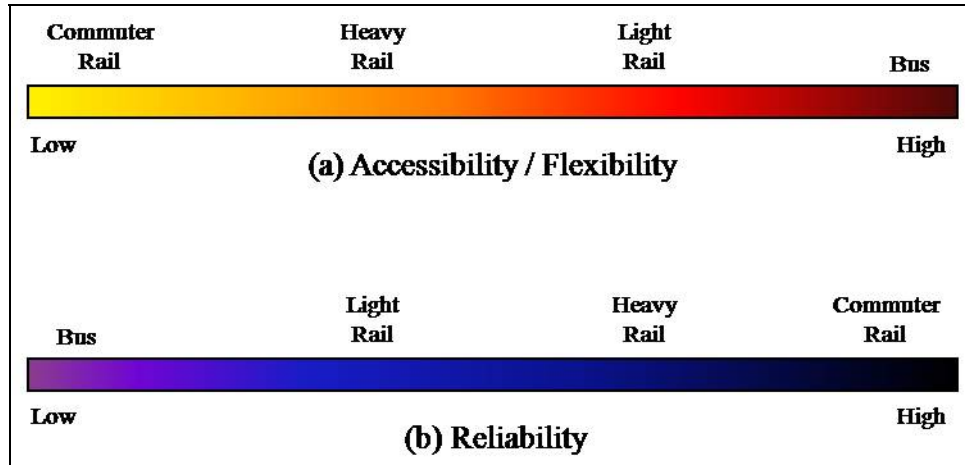 Commuter Rail
Heavy Rail
Light Rail
Bus
Low
High
(a) Accessibility / Flexibility
Bus
Light Rail
Heavy Rail
Commuter Rail
Low
High
(b) Reliability